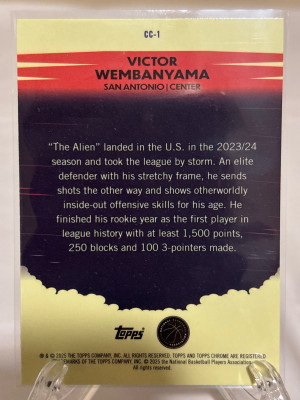 CC-1
VICTOR
WEMBANYAMA
SAN ANTONIO | CENTER
“The Alien” landed in the U.S. in the 2023/24
season and took the league by storm. An elite
defender with his stretchy frame, he sends
shots the other way and shows otherworldly
inside-out offensive skills for his age. He
finished his rookie year as the first player in
league history with at least 1,500 points,
250 blocks and 100 3-pointers made.
Topps
® & © 2025 THE TOPPS COMPANY, INC. ALL RIGHTS RESERVED. TOPPS AND TOPPS CHROME ARE REGISTERED
OF THE TOPPS COMPANY, INC. © 2025 the National Basketball Players Association.
All rights reserved.